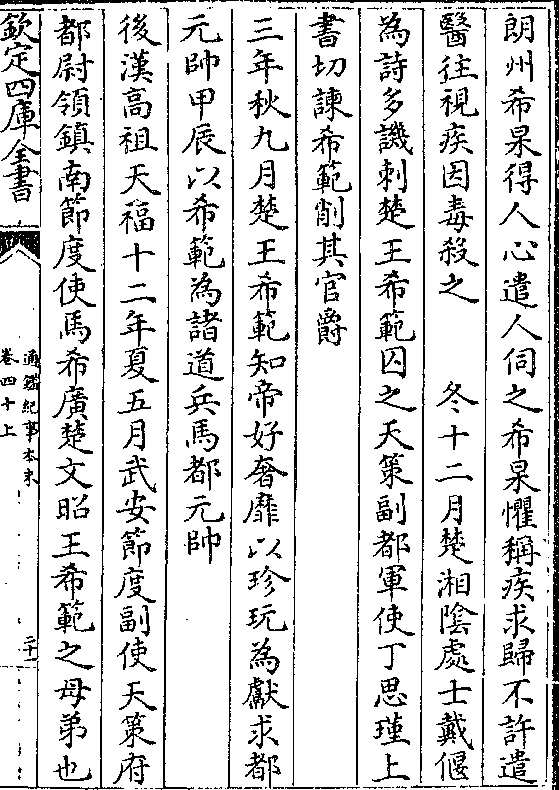 朗州希杲得人心遣人伺之希杲懼稱疾求歸不許遣
醫往視疾因毒殺之　　冬十二月楚湘陰處士戴偃
為詩多譏刺楚王希範囚之天策副都軍使丁思瑾上
書切諫希範削其官爵
三年秋九月楚王希範知帝好奢靡以珍玩為獻求都
元帥甲辰以希範為諸道兵馬都元帥
後漢高祖天福十二年夏五月武安節度副使天策府
都尉領鎮南節度使馬希廣楚文昭王希範之母弟也
欽定四庫全書
通鑑紀事本末
卷四十上
二十一